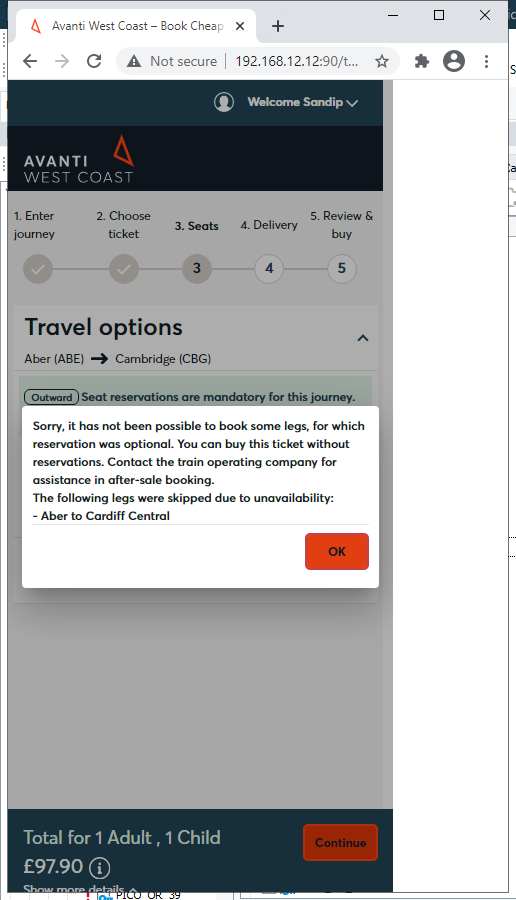 Avanti West Coast – Book Cheap
Not secure | 192.168.12.12:90/t...
Welcome Sandip
AVANTI
WEST COAST
1. Enter journey
2. Choose ticket
3. Seats
4. Delivery
5. Review & buy
3
4
5
Travel options
Aber (ABE) → Cambridge (CBG)
Outward Seat reservations are mandatory for this journey.
Sorry, it has not been possible to book some legs, for which
reservation was optional. You can buy this ticket without
reservations. Contact the train operating company for
assistance in after-sale booking.
The following legs were skipped due to unavailability:
- Aber to Cardiff Central
OK
Total for 1 Adult , 1 Child
£97.90
Continue
Show more details
PICO OR 39